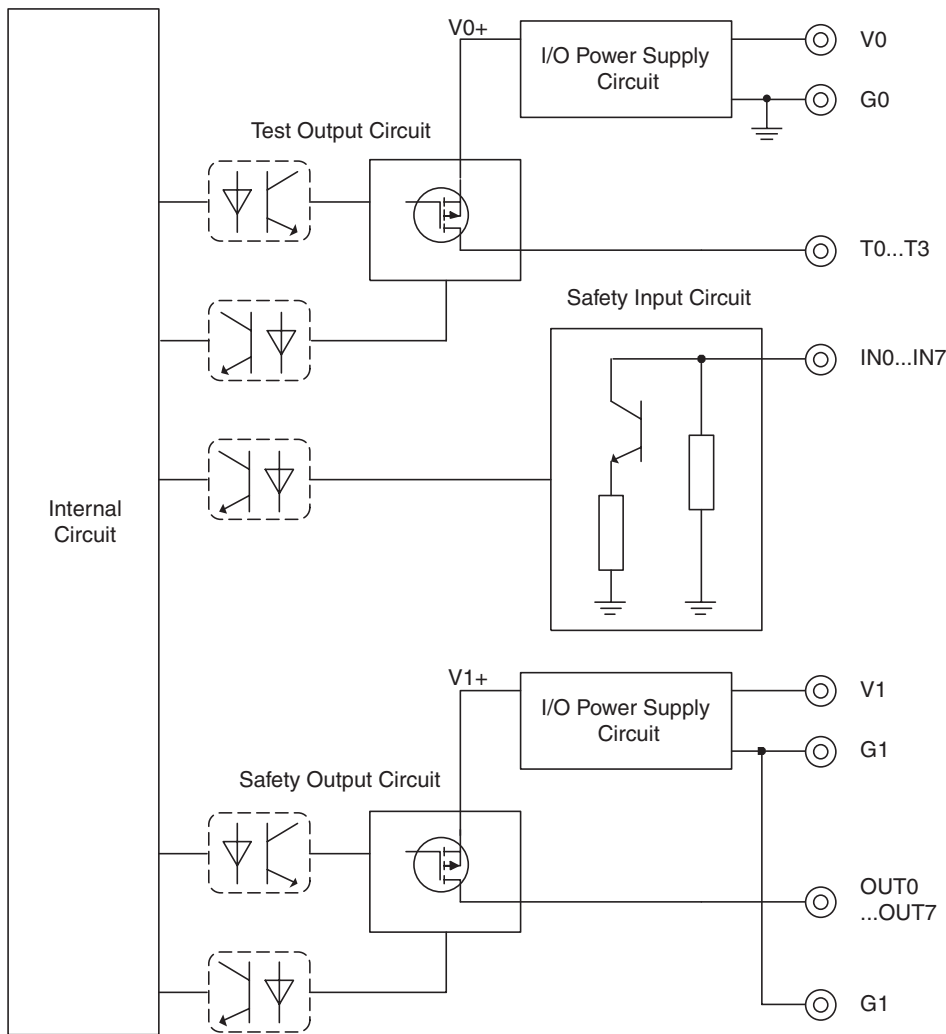 V0+
I/O Power Supply
Circuit
V0
G0
Test Output Circuit
T0...T3
Safety Input Circuit
IN0...IN7
Internal
Circuit
V1+
I/O Power Supply
Circuit
V1
G1
Safety Output Circuit
OUT0
...OUT7
G1